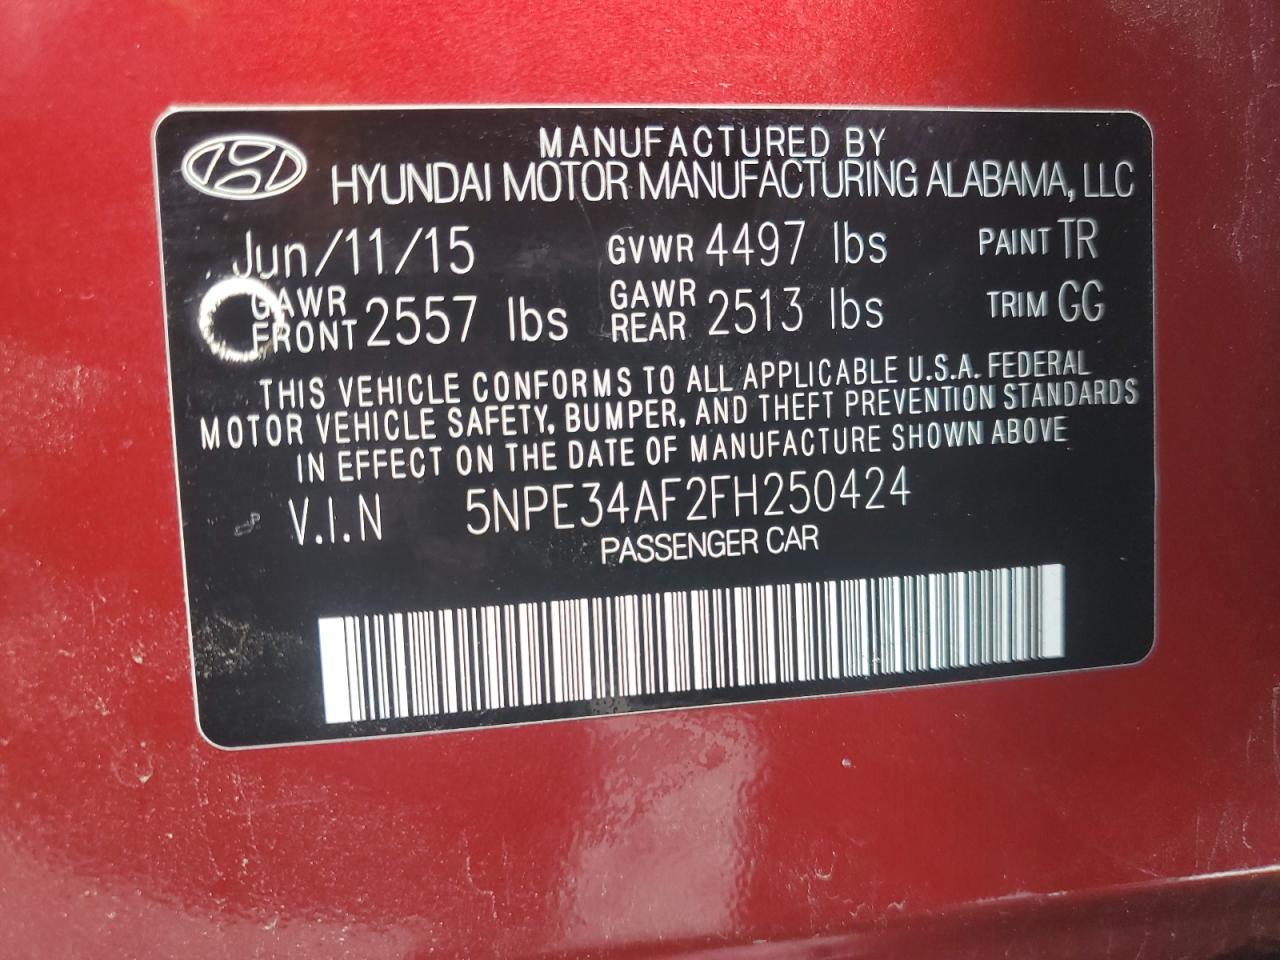 MANUFACTURED BY
HYUNDAI MOTOR MANUFACTURING ALABAMA, LLC
Jun/11/15 GVWR 4497 lbs PAINT TR
GAWR FRONT 2557 lbs GAWR REAR 2513 lbs TRIM GG
THIS VEHICLE CONFORMS TO ALL APPLICABLE U.S.A. FEDERAL
MOTOR VEHICLE SAFETY, BUMPER, AND THEFT PREVENTION STANDARDS
IN EFFECT ON THE DATE OF MANUFACTURE SHOWN ABOVE
V.I.N 5NPE34AF2FH250424
PASSENGER CAR